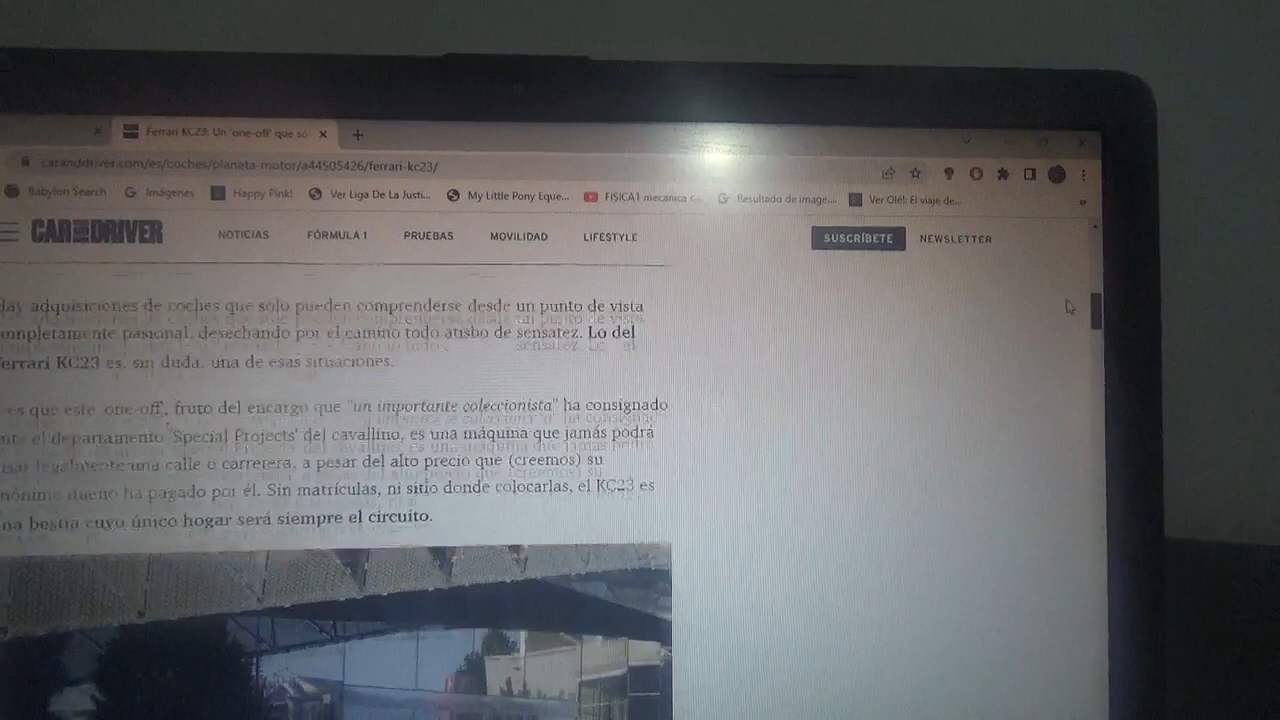 Ferrari KC23: Un 'one-off' que so
caranddriver.com/es/coches/planeta-motor/a44505426/ferrari-kc23/
Babylon Search
Imágenes
Happy Pink!
Ver Liga De La Justi...
My Little Pony Eque...
FISICA1 mecanica c...
Resultado de image...
Ver Olé!! El viaje de...
CAR AND DRIVER
NOTICIAS
FÓRMULA 1
PRUEBAS
MOVILIDAD
LIFESTYLE
SUSCRÍBETE
NEWSLETTER
adquisiciones de coches que solo pueden comprenderse desde un punto de vista
ompletamente pasional, desechando por el camino todo atisbo de sensatez. Lo del
Ferrari KC23 es, sin duda, una de esas situaciones.
es que este 'one-off', fruto del encargo que "un importante coleccionista" ha consignado
nte el departamento 'Special Projects' del cavallino, es una máquina que jamás podrá
legalmente una calle o carretera, a pesar del alto precio que (creemos) su
nónimo dueño ha pagado por él. Sin matrículas, ni sitio donde colocarlas, el KC23 es
na bestia cuyo único hogar será siempre el circuito.